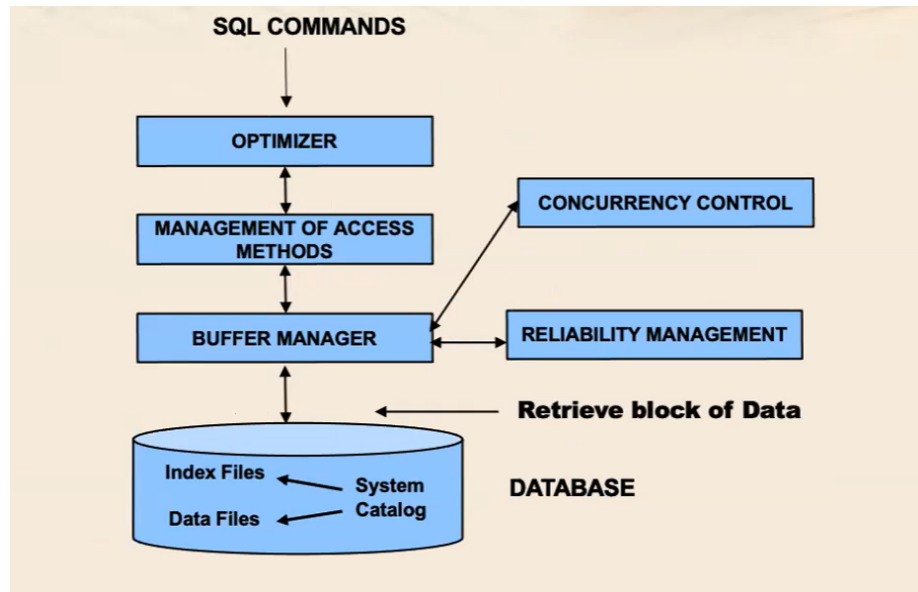 SQL COMMANDS
OPTIMIZER
MANAGEMENT OF ACCESS
METHODS
CONCURRENCY CONTROL
BUFFER MANAGER
RELIABILITY MANAGEMENT
Retrieve block of Data
Index Files
System
Catalog
Data Files
DATABASE